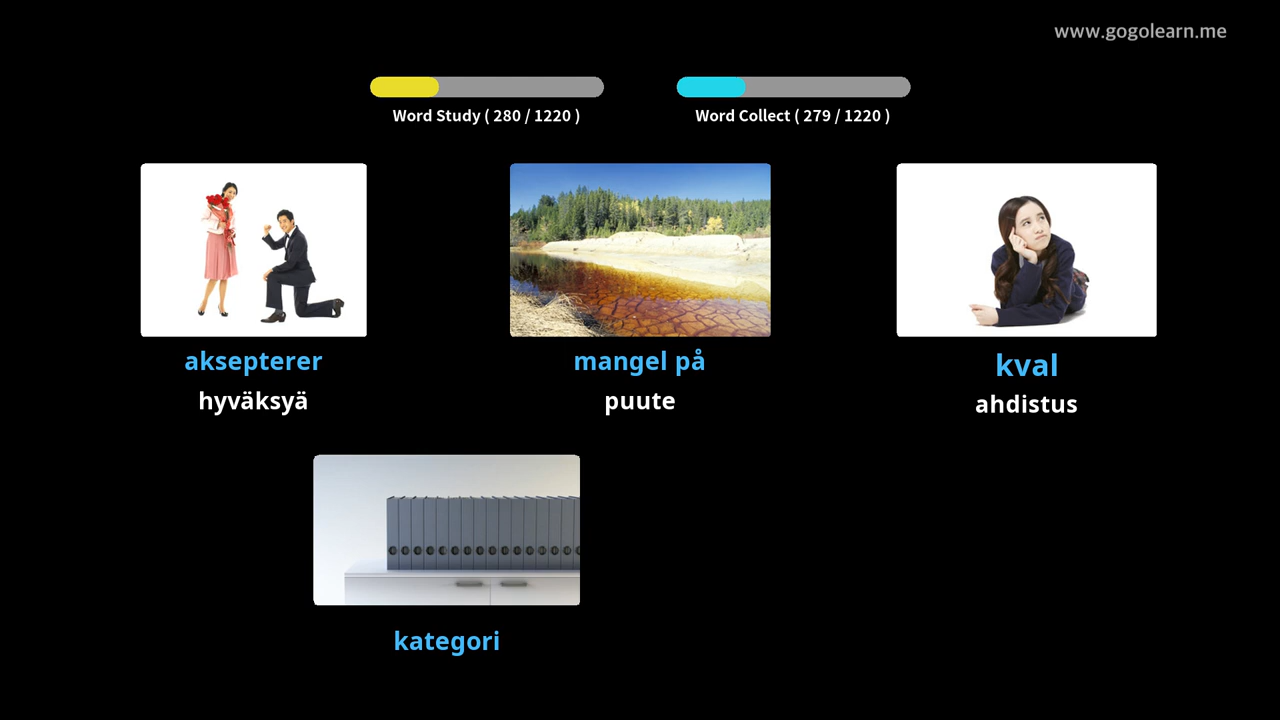 www.gogolearn.me
Word Study ( 280 / 1220 )
Word Collect ( 279 / 1220 )
aksepterer
hyväksyä
mangel på
puute
kval
ahdistus
kategori